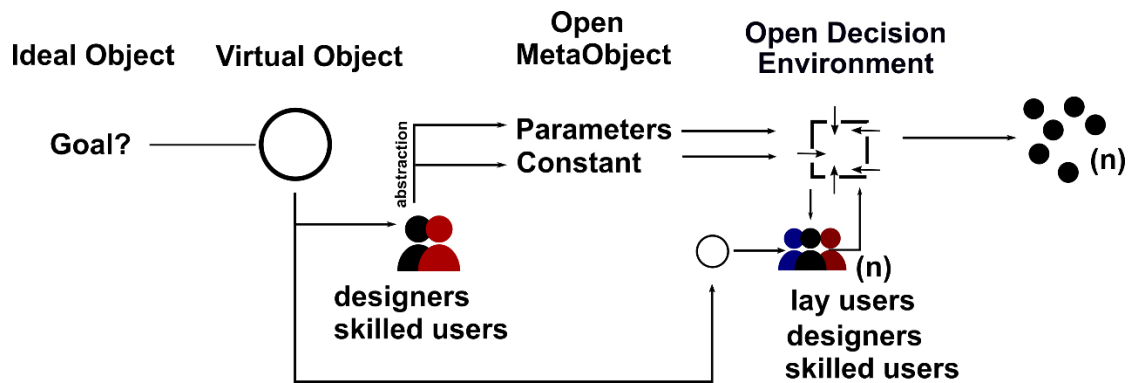 Ideal Object
Virtual Object
Open
MetaObject
Open Decision
Environment
Goal?
abstraction
Parameters
Constant
(n)
designers
skilled users
(n)
lay users
designers
skilled users